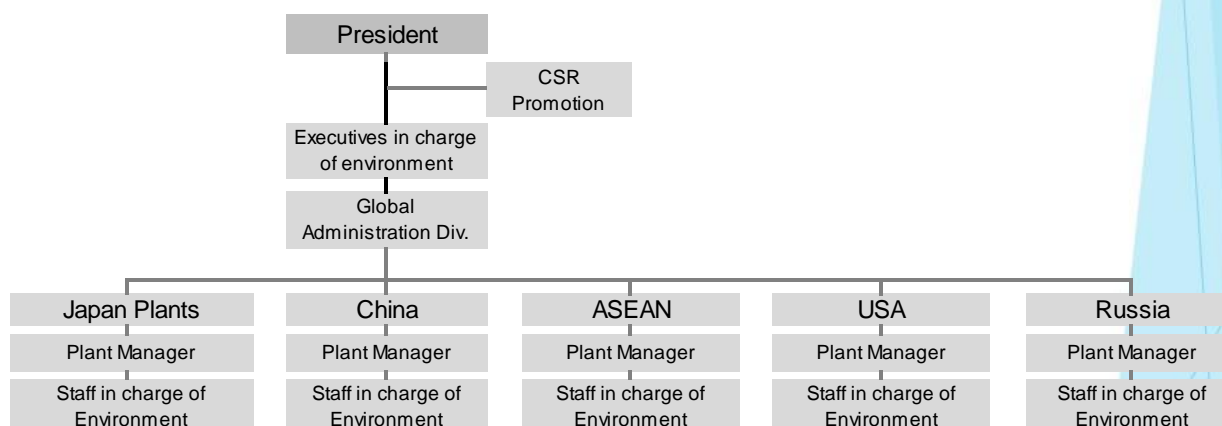 President
CSR
Promotion
Executives in charge
of environment
Global
Administration Div.
Japan Plants
China
ASEAN
USA
Russia
Plant Manager
Plant Manager
Plant Manager
Plant Manager
Plant Manager
Staff in charge of
Environment
Staff in charge of
Environment
Staff in charge of
Environment
Staff in charge of
Environment
Staff in charge of
Environment